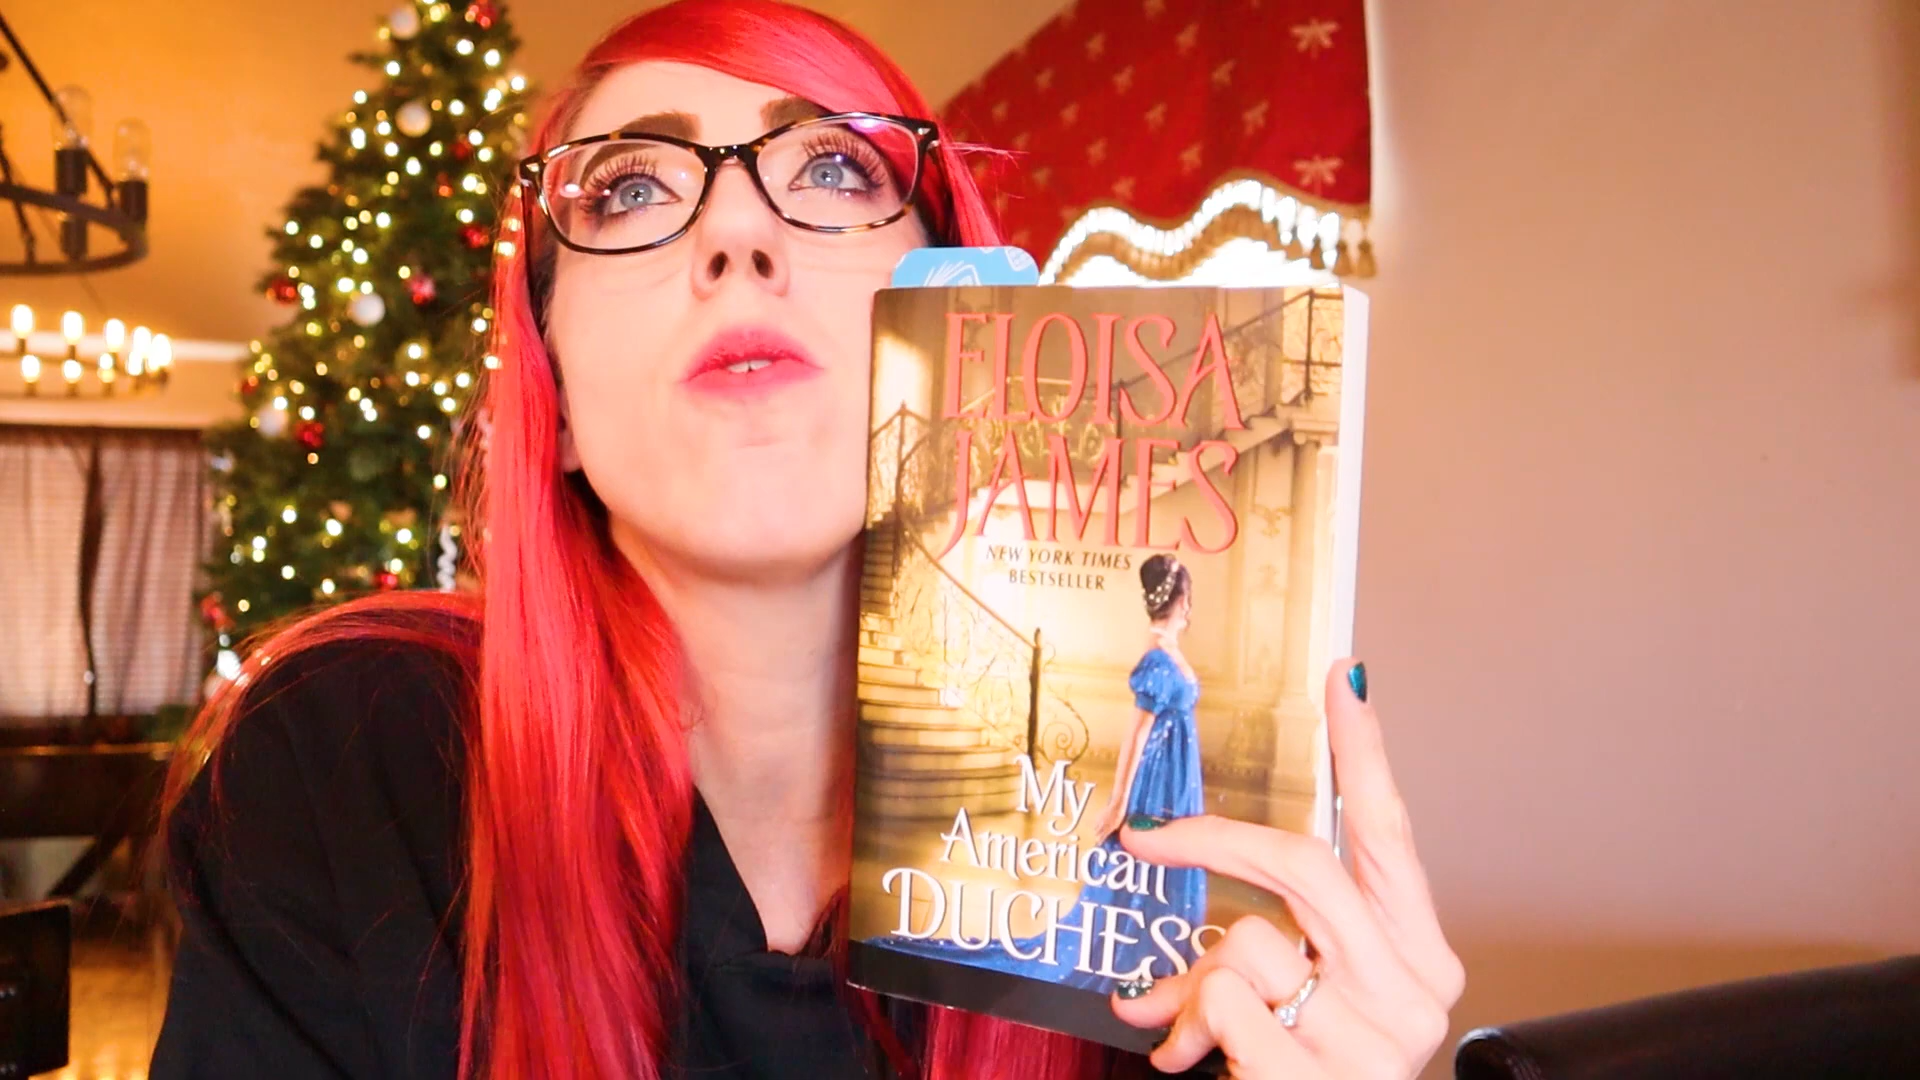 ELOISA
JAMES
NEW YORK TIMES
BESTSELLER
My
American
DUCHESS